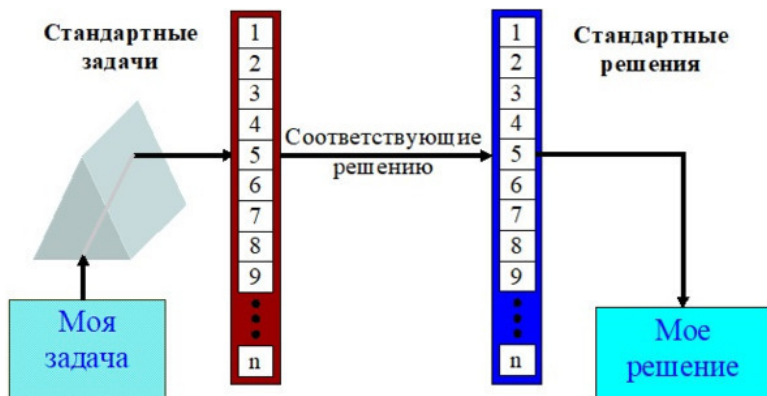 Стандартные
задачи
1
2
3
4
5
6
7
8
9
n
Соответствующие
решению
1
2
3
4
5
6
7
8
9
n
Стандартные
решения
Моя
задача
Мое
решение